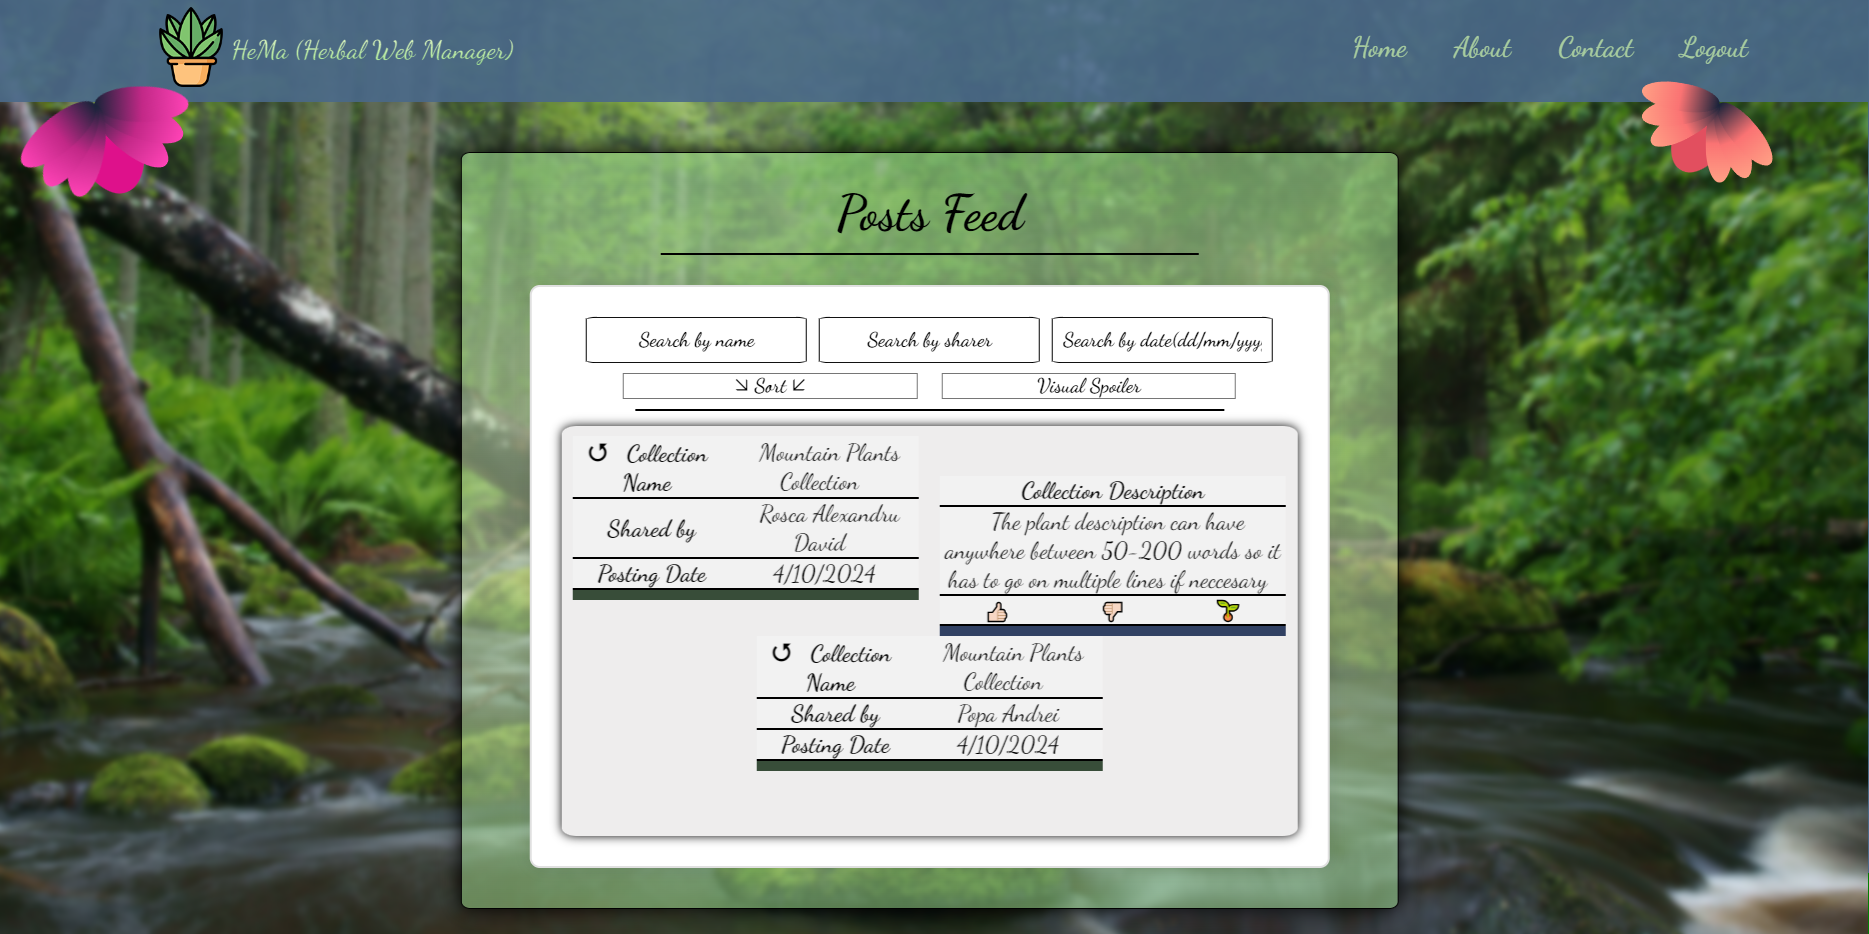 HeMa (Herbal Web Manager)
Home About Contact Logout
Posts Feed
Search by name
Search by sharer
Search by date(dd/mm/yyy
Sort
Visual Spoiler
Collection
Name
Mountain Plants
Collection
Shared by
Rosca Alexandru
David
Posting Date
4/10/2024
Collection Description
The plant description can have
anywhere between 50-200 words so it
has to go on multiple lines if neccesary
Collection
Name
Mountain Plants
Collection
Shared by
Popa Andrei
Posting Date
4/10/2024